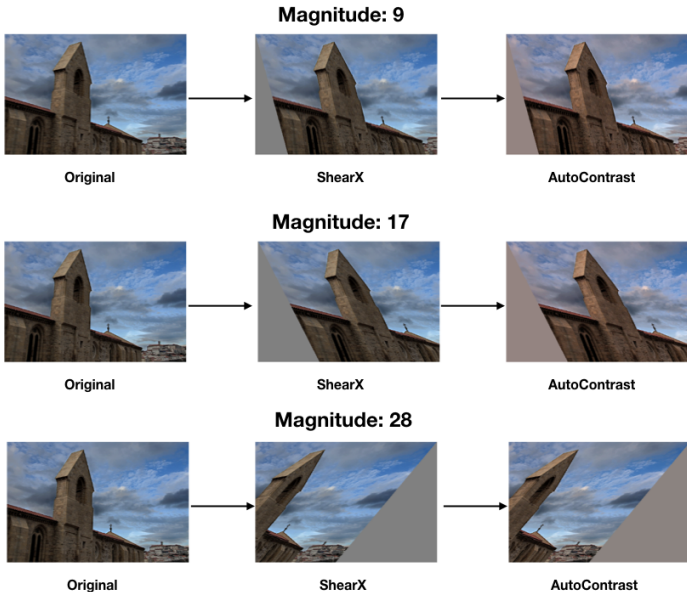 Magnitude: 9
Original ShearX AutoContrast
Magnitude: 17
Original ShearX AutoContrast
Magnitude: 28
Original ShearX AutoContrast